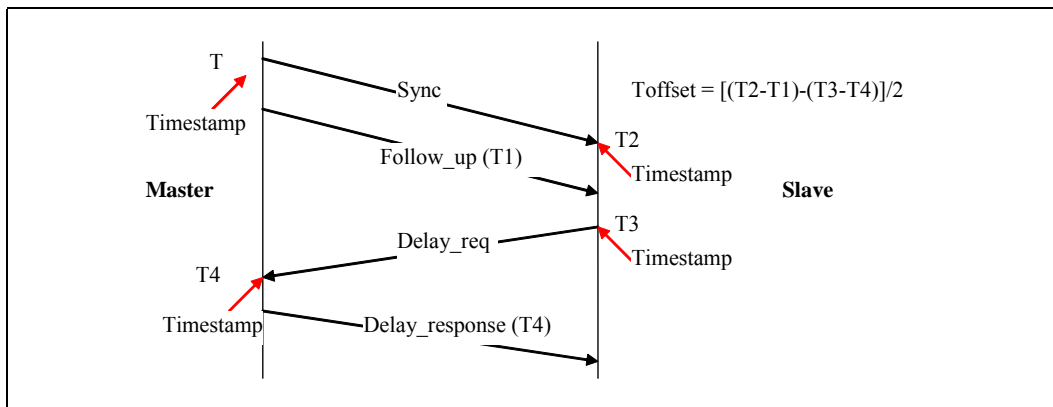 T
Sync
Toffset = [(T2-T1)-(T3-T4)]/2
Timestamp
T2
Follow_up (T1)
Timestamp
Master
Slave
T3
Delay_req
Timestamp
T4
Timestamp
Delay_response (T4)